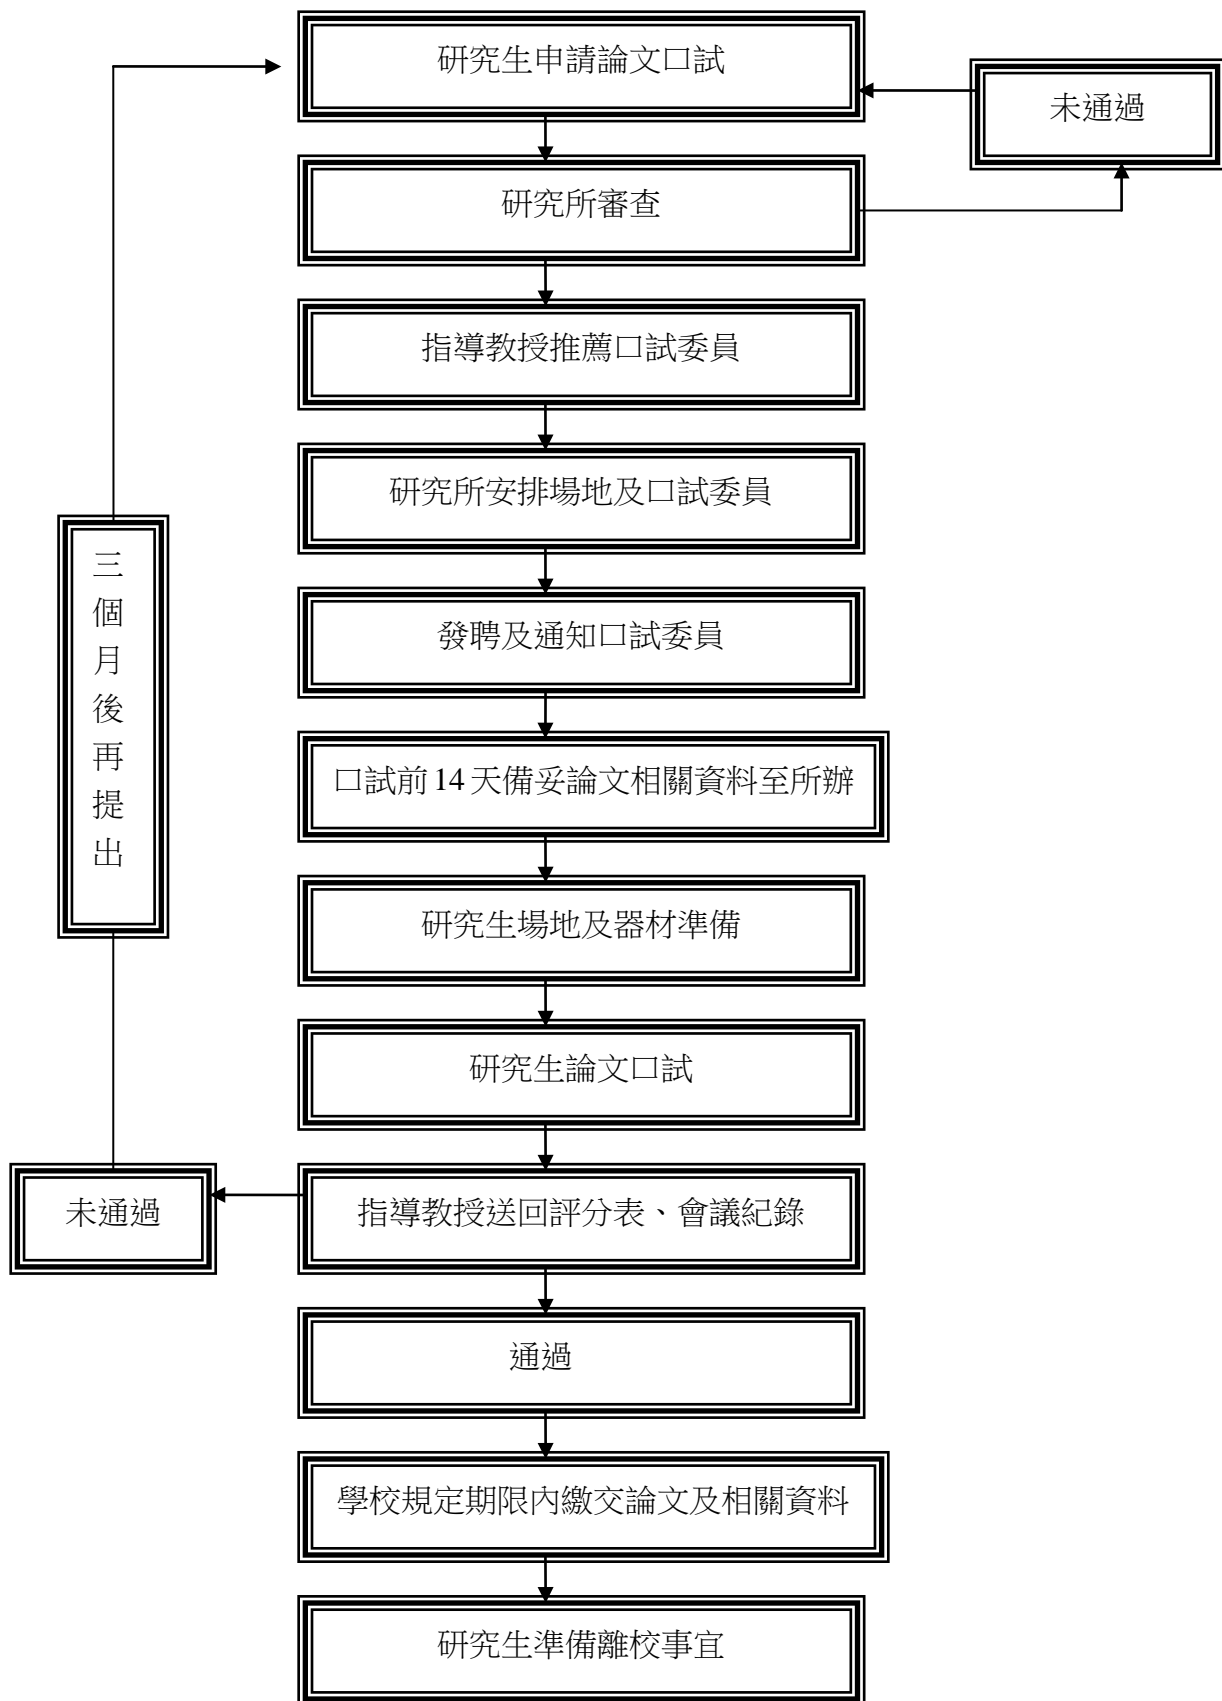 研究生申請論文口試
未通過
研究所審查
指導教授推薦口試委員
研究所安排場地及口試委員
三個月後再提出
發聘及通知口試委員
口試前14天備妥論文相關資料至所辦
研究生場地及器材準備
研究生論文口試
未通過
指導教授送回評分表、會議紀錄
通過
學校規定期限內繳交論文及相關資料
研究生準備離校事宜